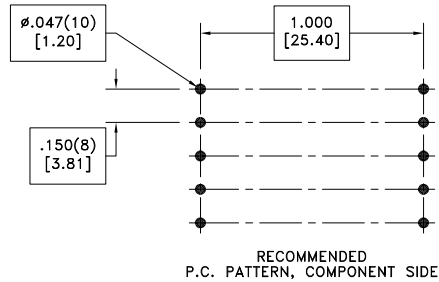 ø.047(10)
[1.20]
1.000
[25.40]
.150(8)
[3.81]
RECOMMENDED
P.C. PATTERN, COMPONENT SIDE